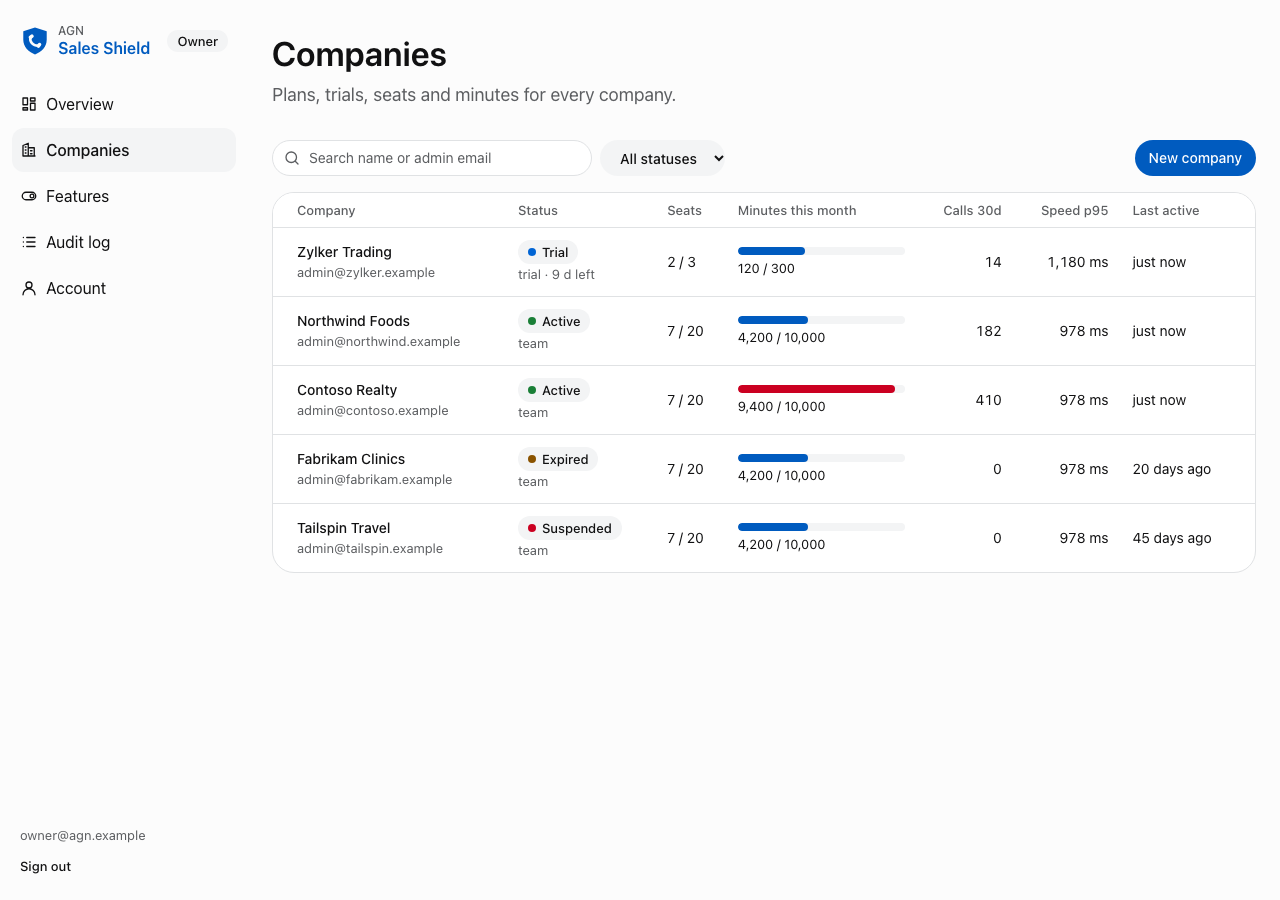 AGN
Sales Shield
Owner
Overview
Companies
Features
Audit log
Account
owner@agn.example
Sign out
Companies
Plans, trials, seats and minutes for every company.
Search name or admin email
All statuses
New company
Company Status Seats Minutes this month Calls 30d Speed p95 Last active
Zylker Trading Trial 2 / 3 120 / 300 14 1,180 ms just now
admin@zylker.example trial · 9 d left
Northwind Foods Active 7 / 20 4,200 / 10,000 182 978 ms just now
admin@northwind.example team
Contoso Realty Active 7 / 20 9,400 / 10,000 410 978 ms just now
admin@contoso.example team
Fabrikam Clinics Expired 7 / 20 4,200 / 10,000 0 978 ms 20 days ago
admin@fabrikam.example team
Tailspin Travel Suspended 7 / 20 4,200 / 10,000 0 978 ms 45 days ago
admin@tailspin.example team